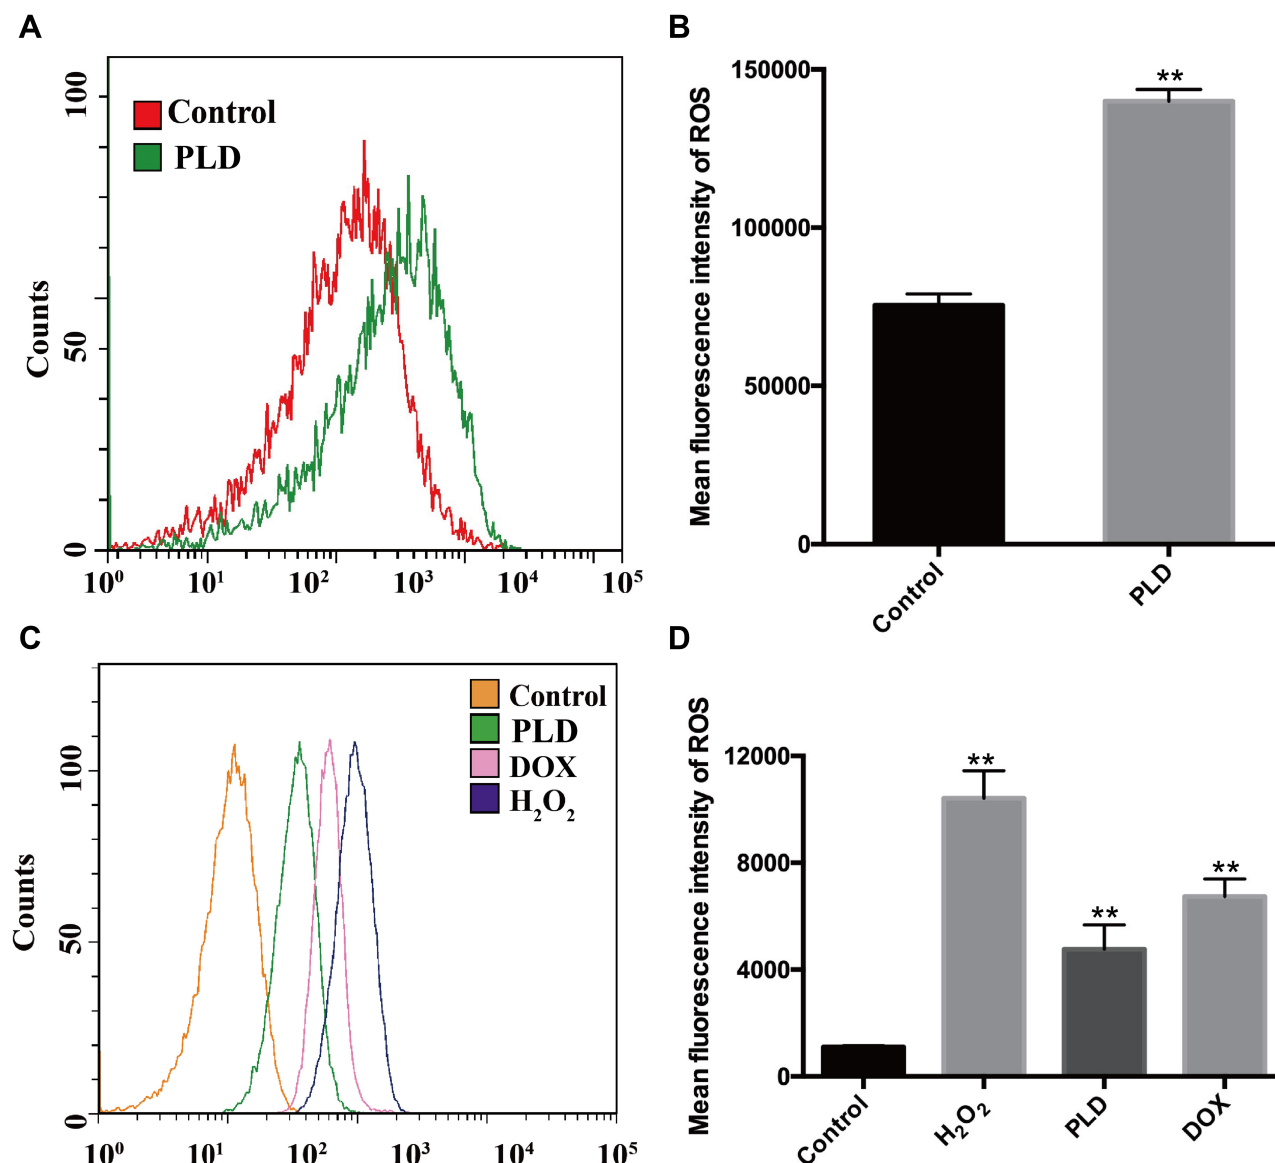 A
Counts
100
50
0
Control
PLD
10⁰ 10¹ 10² 10³ 10⁴ 10⁵
B
Mean fluorescence intensity of ROS
150000
100000
50000
0
**
Control PLD
C
Counts
100
50
0
Control
PLD
DOX
H₂O₂
10⁰ 10¹ 10² 10³ 10⁴ 10⁵
D
Mean fluorescence intensity of ROS
12000
8000
4000
0
** ** **
Control H₂O₂ PLD DOX